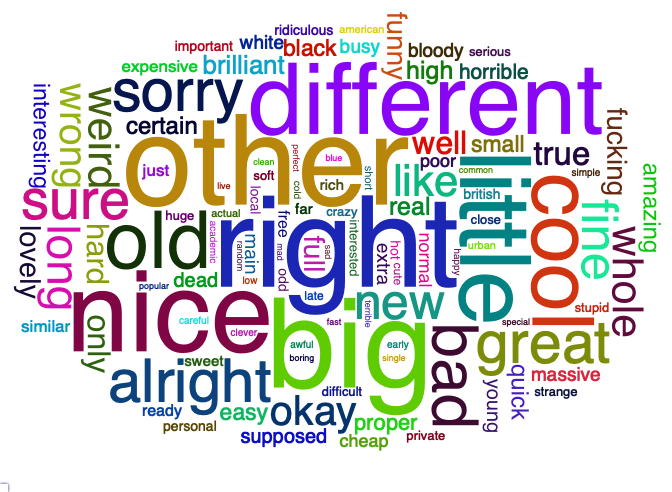 ridiculous
american
funny
important
white
black
busy
bloody
serious
expensive
brilliant
high
horrible
interesting
wrong
weird
sorry
different
certain
other
well
small
true
fucking
amazing
just
live
clean
soft
perfect
cold
blue
rich
short
poor
like
common
simple
little
british
cool
sure
huge
actual
local
free
far
crazy
real
close
fine
whole
lovely
long
hard
old
academic
right
main
random
mad
odd
full
sad
interested
hot
cute
extra
normal
happy
urban
dead
low
popular
late
nice
new
terrible
similar
only
careful
clever
fast
big
special
stupid
awful
early
boring
single
bad
great
sweet
alright
difficult
quick
massive
strange
young
ready
easy
okay
proper
personal
supposed
cheap
private